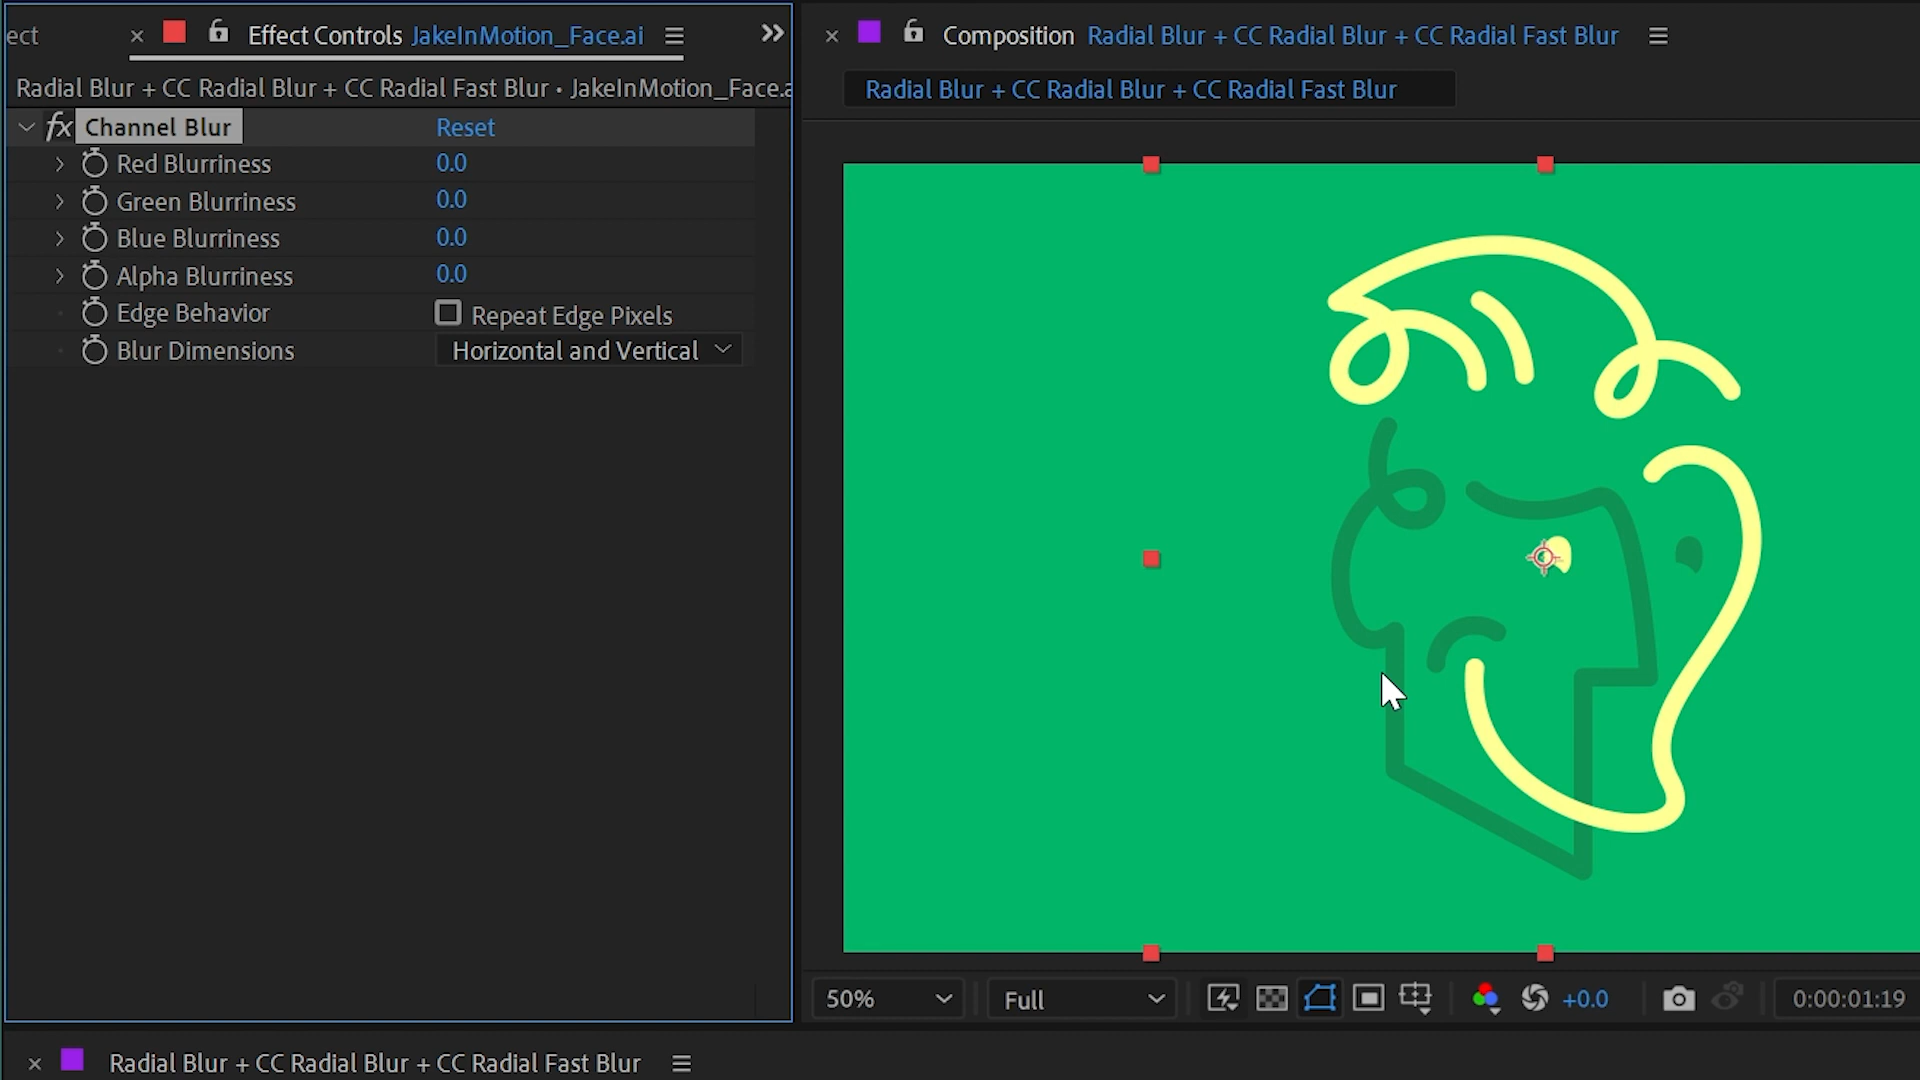 ect
Effect Controls JakeInMotion_Face.ai
Radial Blur + CC Radial Blur + CC Radial Fast Blur • JakeInMotion_Face.a
fx Channel Blur Reset
Red Blurriness 0.0
Green Blurriness 0.0
Blue Blurriness 0.0
Alpha Blurriness 0.0
Edge Behavior Repeat Edge Pixels
Blur Dimensions Horizontal and Vertical
Composition Radial Blur + CC Radial Blur + CC Radial Fast Blur
Radial Blur + CC Radial Blur + CC Radial Fast Blur
50% Full +0.0 0:00:01:19
Radial Blur + CC Radial Blur + CC Radial Fast Blur